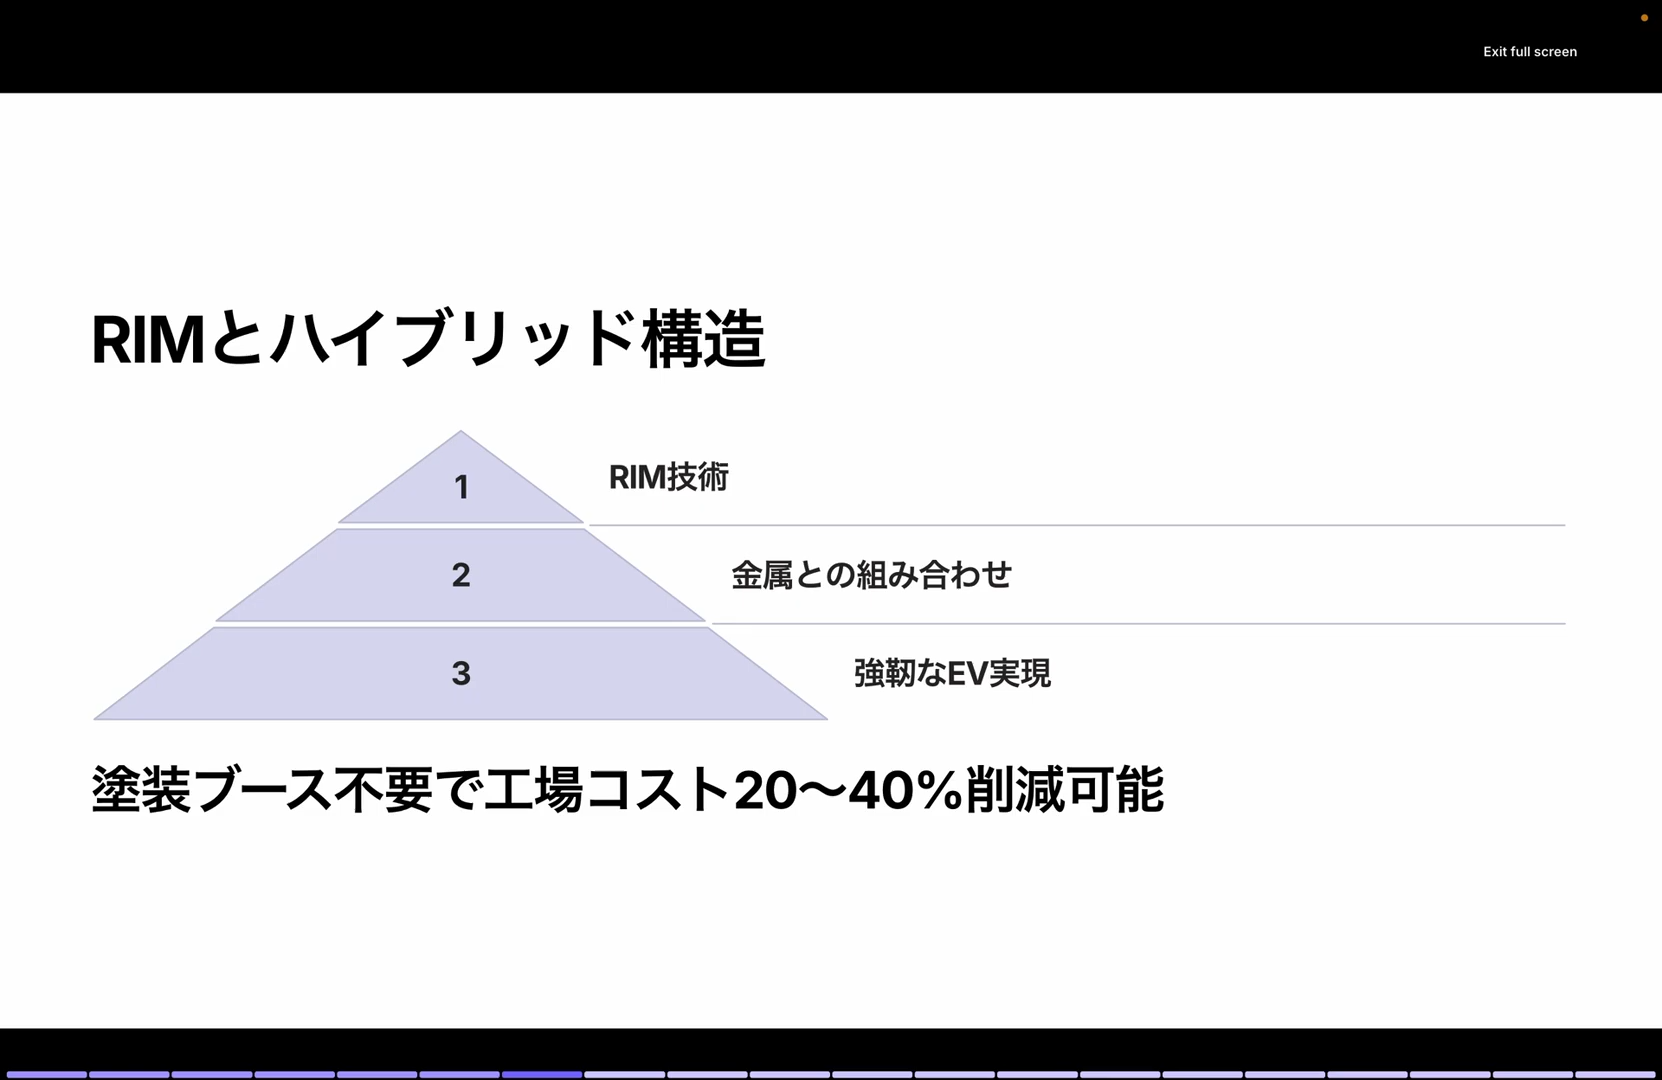 Exit full screen
RIMとハイブリッド構造
1
RIM技術
2
金属との組み合わせ
3
強靭なEV実現
塗装ブース不要で工場コスト20〜40%削減可能